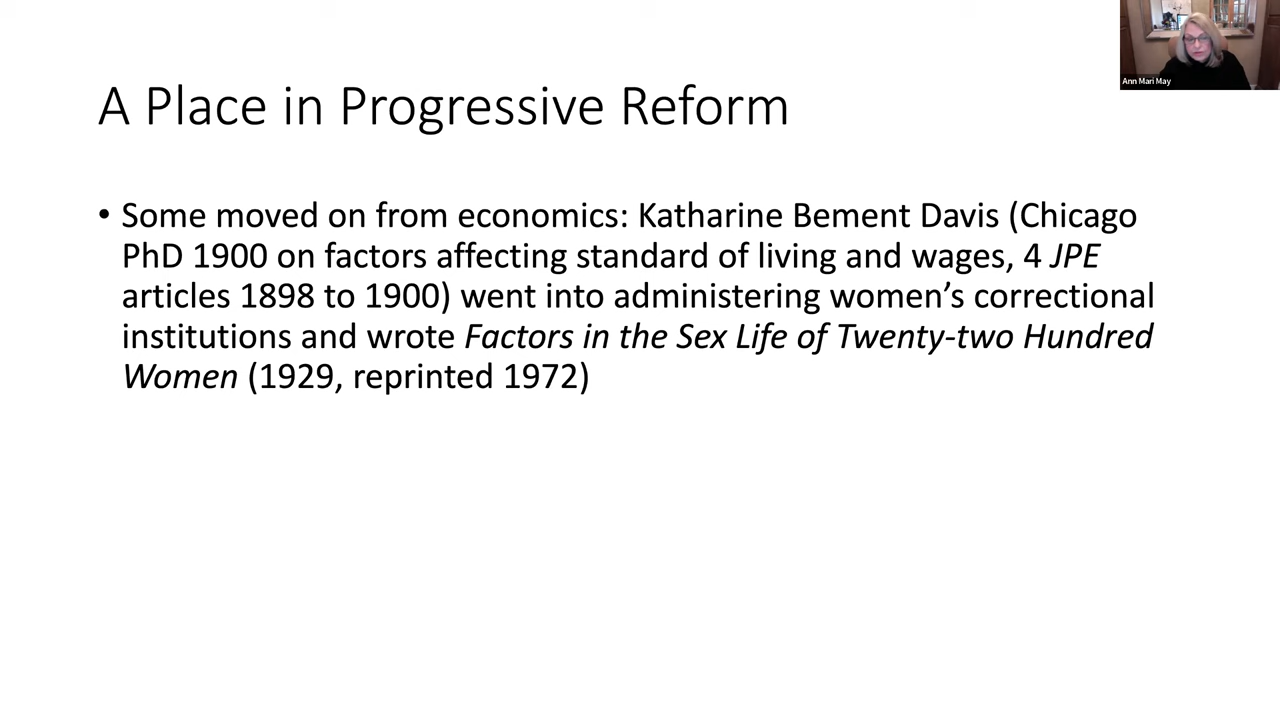 Ann Mari May
A Place in Progressive Reform
• Some moved on from economics: Katharine Bement Davis (Chicago
PhD 1900 on factors affecting standard of living and wages, 4 JPE
articles 1898 to 1900) went into administering women’s correctional
institutions and wrote Factors in the Sex Life of Twenty-two Hundred
Women (1929, reprinted 1972)